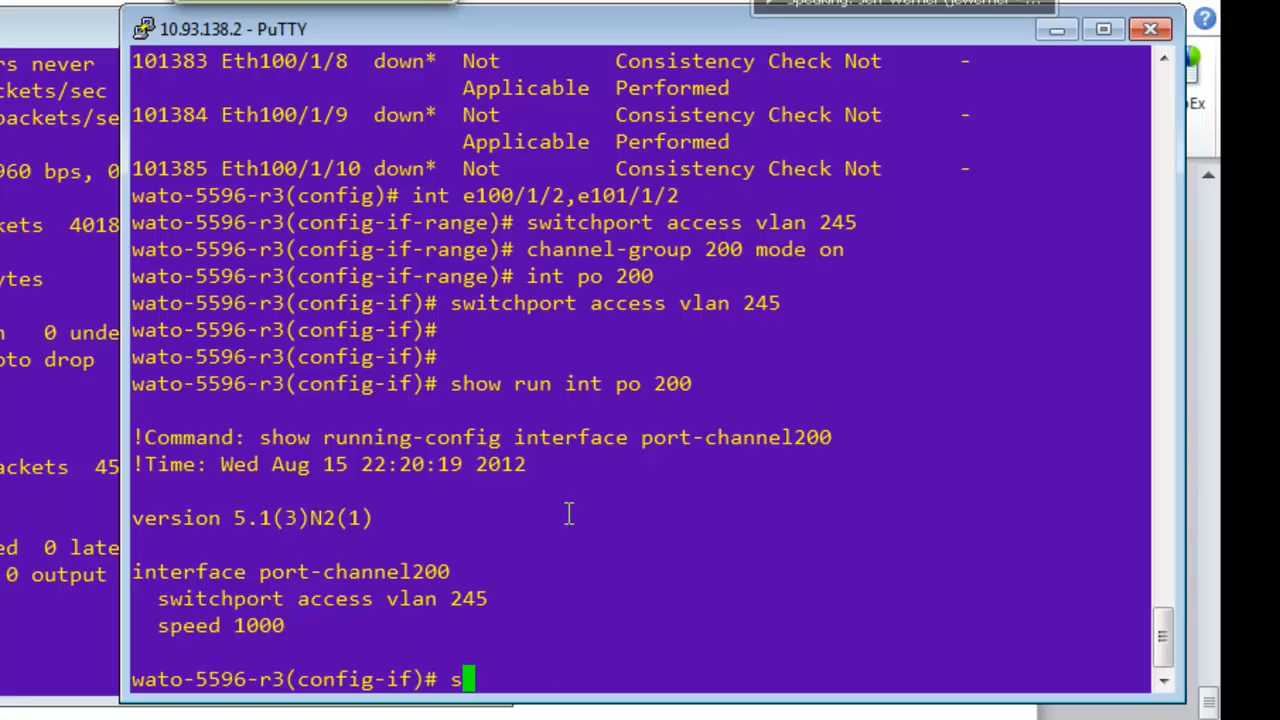 10.93.138.2 - PuTTY
rs never
ckets/sec
packets/se
960 bps, 0
kets  4018
ytes
n   0 unde
oto drop
ackets  45
ed  0 late
0 output
Ex
101383 Eth100/1/8  down*  Not         Consistency Check Not      -
Applicable  Performed
101384 Eth100/1/9  down*  Not         Consistency Check Not      -
Applicable  Performed
101385 Eth100/1/10 down*  Not         Consistency Check Not      -
Applicable  Performed
wato-5596-r3(config)# int e100/1/2,e101/1/2
wato-5596-r3(config-if-range)# switchport access vlan 245
wato-5596-r3(config-if-range)# channel-group 200 mode on
wato-5596-r3(config-if-range)# int po 200
wato-5596-r3(config-if)# switchport access vlan 245
wato-5596-r3(config-if)#
wato-5596-r3(config-if)#
wato-5596-r3(config-if)# show run int po 200
!Command: show running-config interface port-channel200
!Time: Wed Aug 15 22:20:19 2012
version 5.1(3)N2(1)
interface port-channel200
switchport access vlan 245
speed 1000
wato-5596-r3(config-if)# s